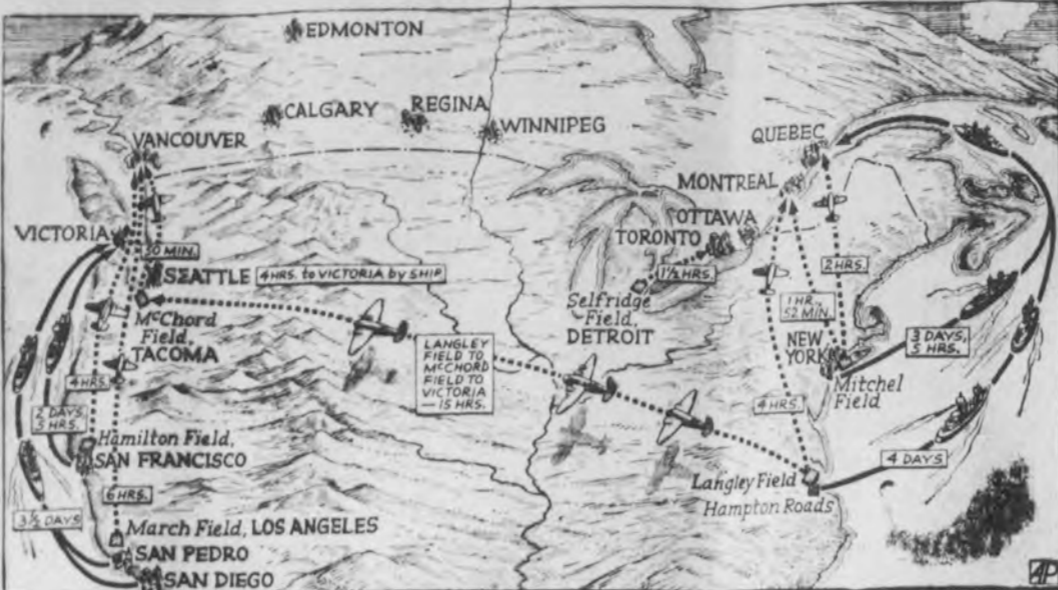 EDMONTON
CALGARY
REGINA
WINNIPEG
VANCOUVER
QUEBEC
MONTREAL
OTTAWA
TORONTO
VICTORIA
50 MIN.
SEATTLE
4 HRS. to VICTORIA by SHIP
1½ HRS.
2 HRS.
McChord
Field,
TACOMA
Selfridge
Field,
DETROIT
1 HR.,
52 MIN.
NEW
YORK
3 DAYS,
5 HRS.
LANGLEY
FIELD TO
McCHORD
FIELD TO
VICTORIA
— 15 HRS.
Mitchel
Field
4 HRS.
4 HRS.
2 DAYS
5 HRS.
Hamilton Field,
SAN FRANCISCO
4 DAYS
Langley Field
Hampton Roads
6 HRS.
3½ DAYS
March Field, LOS ANGELES
SAN PEDRO
SAN DIEGO
AP